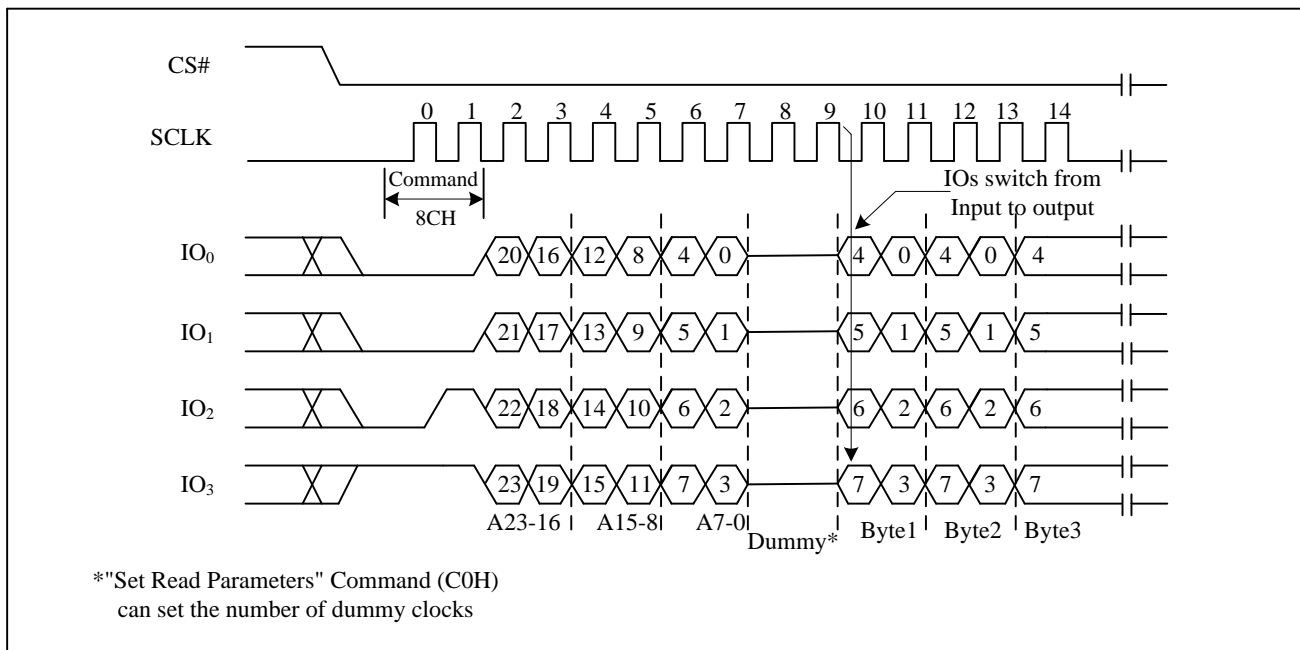 CS#
0 1 2 3 4 5 6 7 8 9 10 11 12 13 14
SCLK
Command
8CH
IOs switch from
Input to output
IO0 20 16 12 8 4 0 4 0 4 0 4
IO1 21 17 13 9 5 1 5 1 5 1 5
IO2 22 18 14 10 6 2 6 2 6 2 6
IO3 23 19 15 11 7 3 7 3 7 3 7
A23-16 A15-8 A7-0 Dummy* Byte1 Byte2 Byte3
*"Set Read Parameters" Command (C0H)
can set the number of dummy clocks